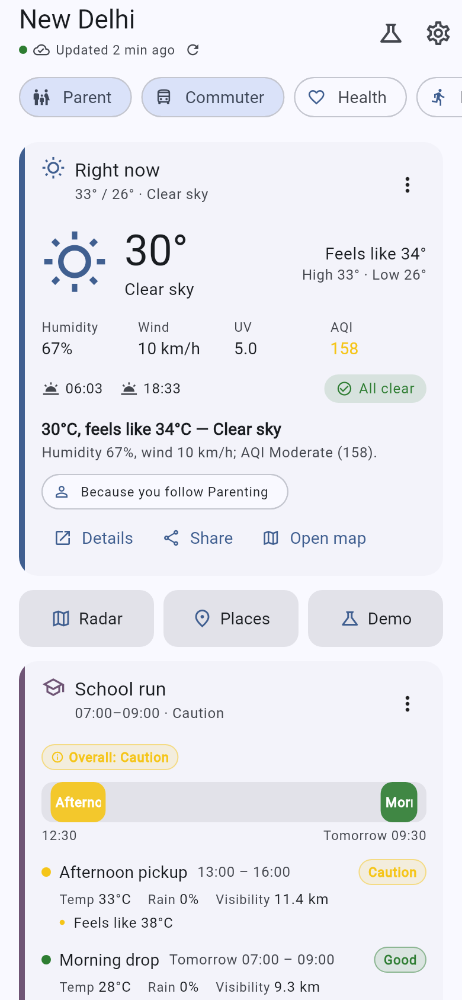 New Delhi
Updated 2 min ago
Parent Commuter Health
Right now
33° / 26° · Clear sky
30°
Clear sky
Feels like 34°
High 33° · Low 26°
Humidity Wind UV AQI
67% 10 km/h 5.0 158
06:03 18:33 All clear
30°C, feels like 34°C — Clear sky
Humidity 67%, wind 10 km/h; AQI Moderate (158).
Because you follow Parenting
Details Share Open map
Radar Places Demo
School run
07:00–09:00 · Caution
Overall: Caution
Afterno Morn
12:30 Tomorrow 09:30
Afternoon pickup 13:00 – 16:00 Caution
Temp 33°C Rain 0% Visibility 11.4 km
Feels like 38°C
Morning drop Tomorrow 07:00 – 09:00 Good
Temp 28°C Rain 0% Visibility 9.3 km